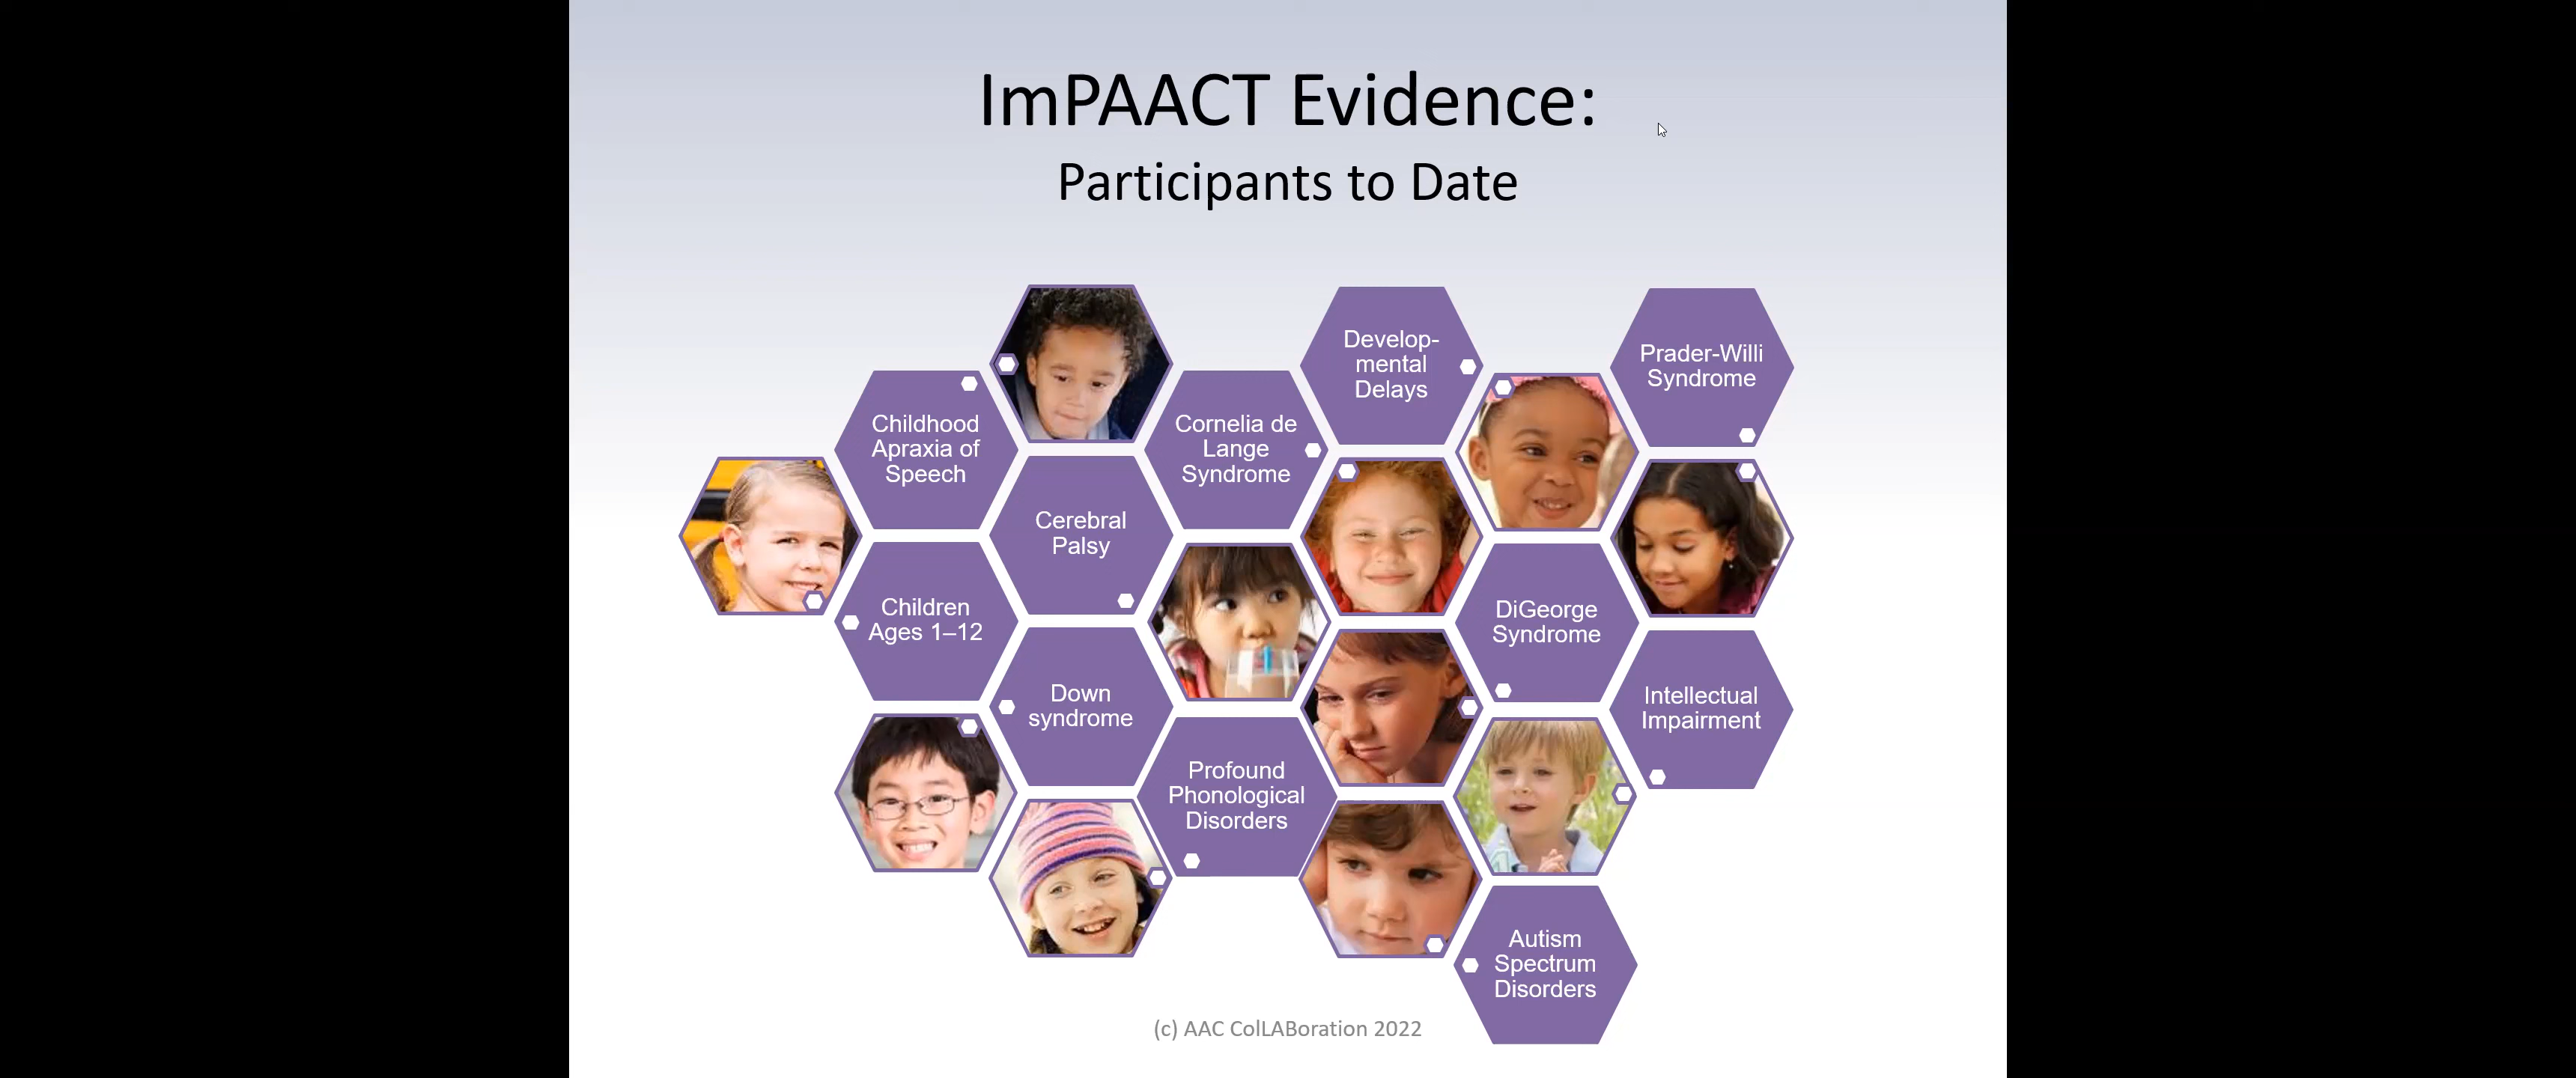 ImPAACT Evidence:
Participants to Date
Develop-
mental
Delays
Prader-Willi
Syndrome
Childhood
Apraxia of
Speech
Cornelia de
Lange
Syndrome
Cerebral
Palsy
Children
Ages 1–12
DiGeorge
Syndrome
Down
syndrome
Intellectual
Impairment
Profound
Phonological
Disorders
Autism
Spectrum
Disorders
(c) AAC ColLABoration 2022